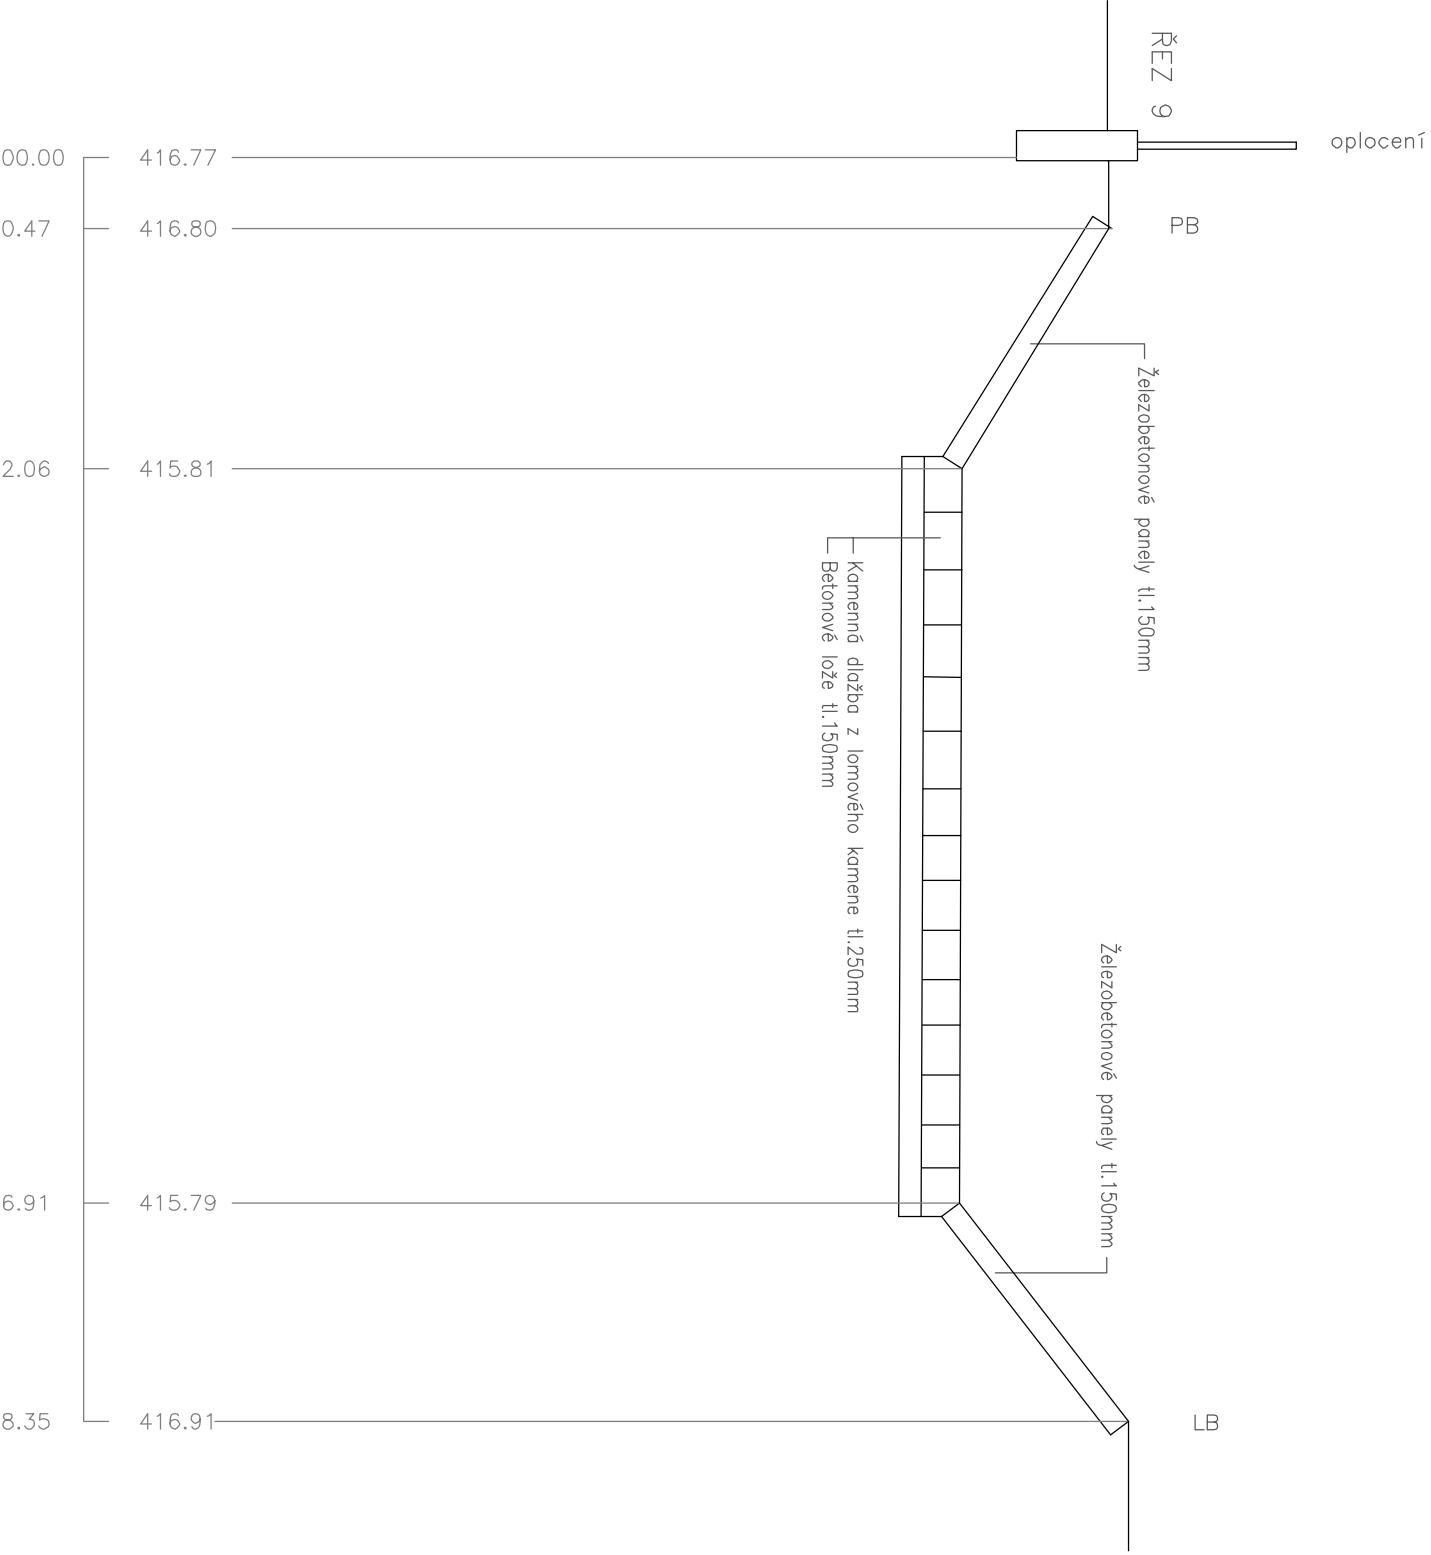 ŘEZ 9
oplocení
00.00 416.77
0.47 416.80
PB
Železobetonové panely tl.150mm
2.06 415.81
Kamenná dlažba z lomového kamene tl.250mm
Betonové lože tl.150mm
Železobetonové panely tl.150mm
6.91 415.79
8.35 416.91
LB